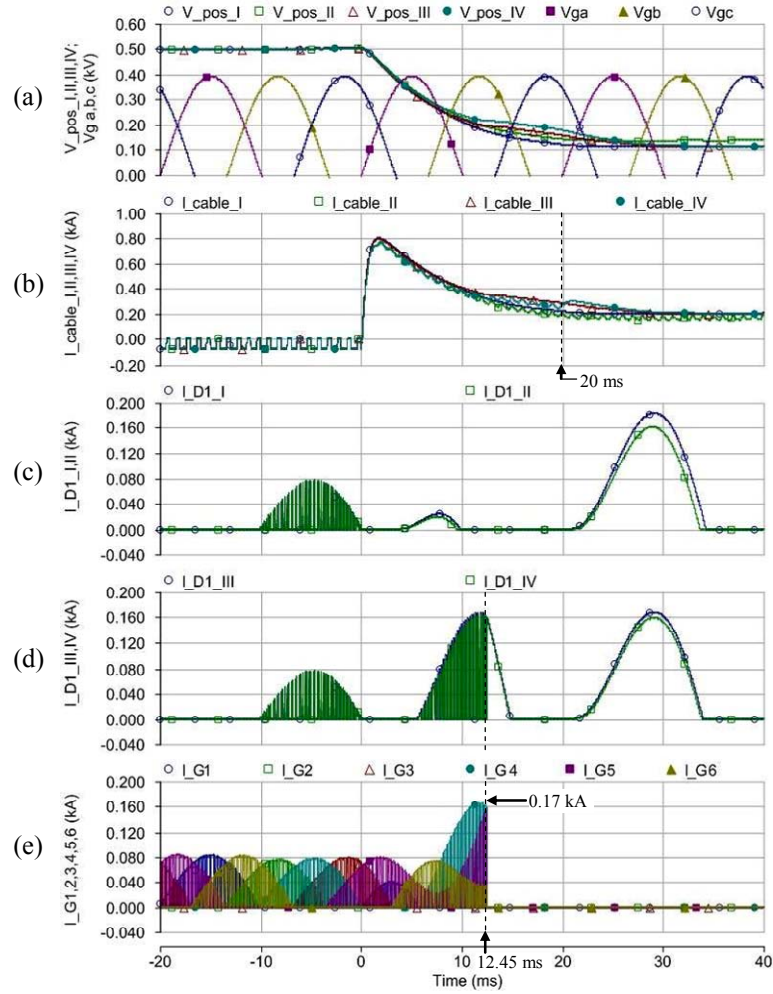 V_pos_I V_pos_II V_pos_III V_pos_IV Vga Vgb Vgc
(a)
V_pos_I,II,III,IV;
Vg a,b,c (kV)
0.60
0.50
0.40
0.30
0.20
0.10
0.00
I_cable_I I_cable_II I_cable_III I_cable_IV
(b)
I_cable_I,II,III,IV (kA)
1.00
0.80
0.60
0.40
0.20
0.00
-0.20
20 ms
I_D1_I I_D1_II
(c)
I_D1_I,II (kA)
0.200
0.160
0.120
0.080
0.040
0.000
-0.040
I_D1_III I_D1_IV
(d)
I_D1_III,IV (kA)
0.200
0.160
0.120
0.080
0.040
0.000
-0.040
I_G1 I_G2 I_G3 I_G4 I_G5 I_G6
(e)
I_G1,2,3,4,5,6 (kA)
0.200
0.160
0.120
0.080
0.040
0.000
-0.040
0.17 kA
-20 -10 0 10 20 30 40
12.45 ms
Time (ms)